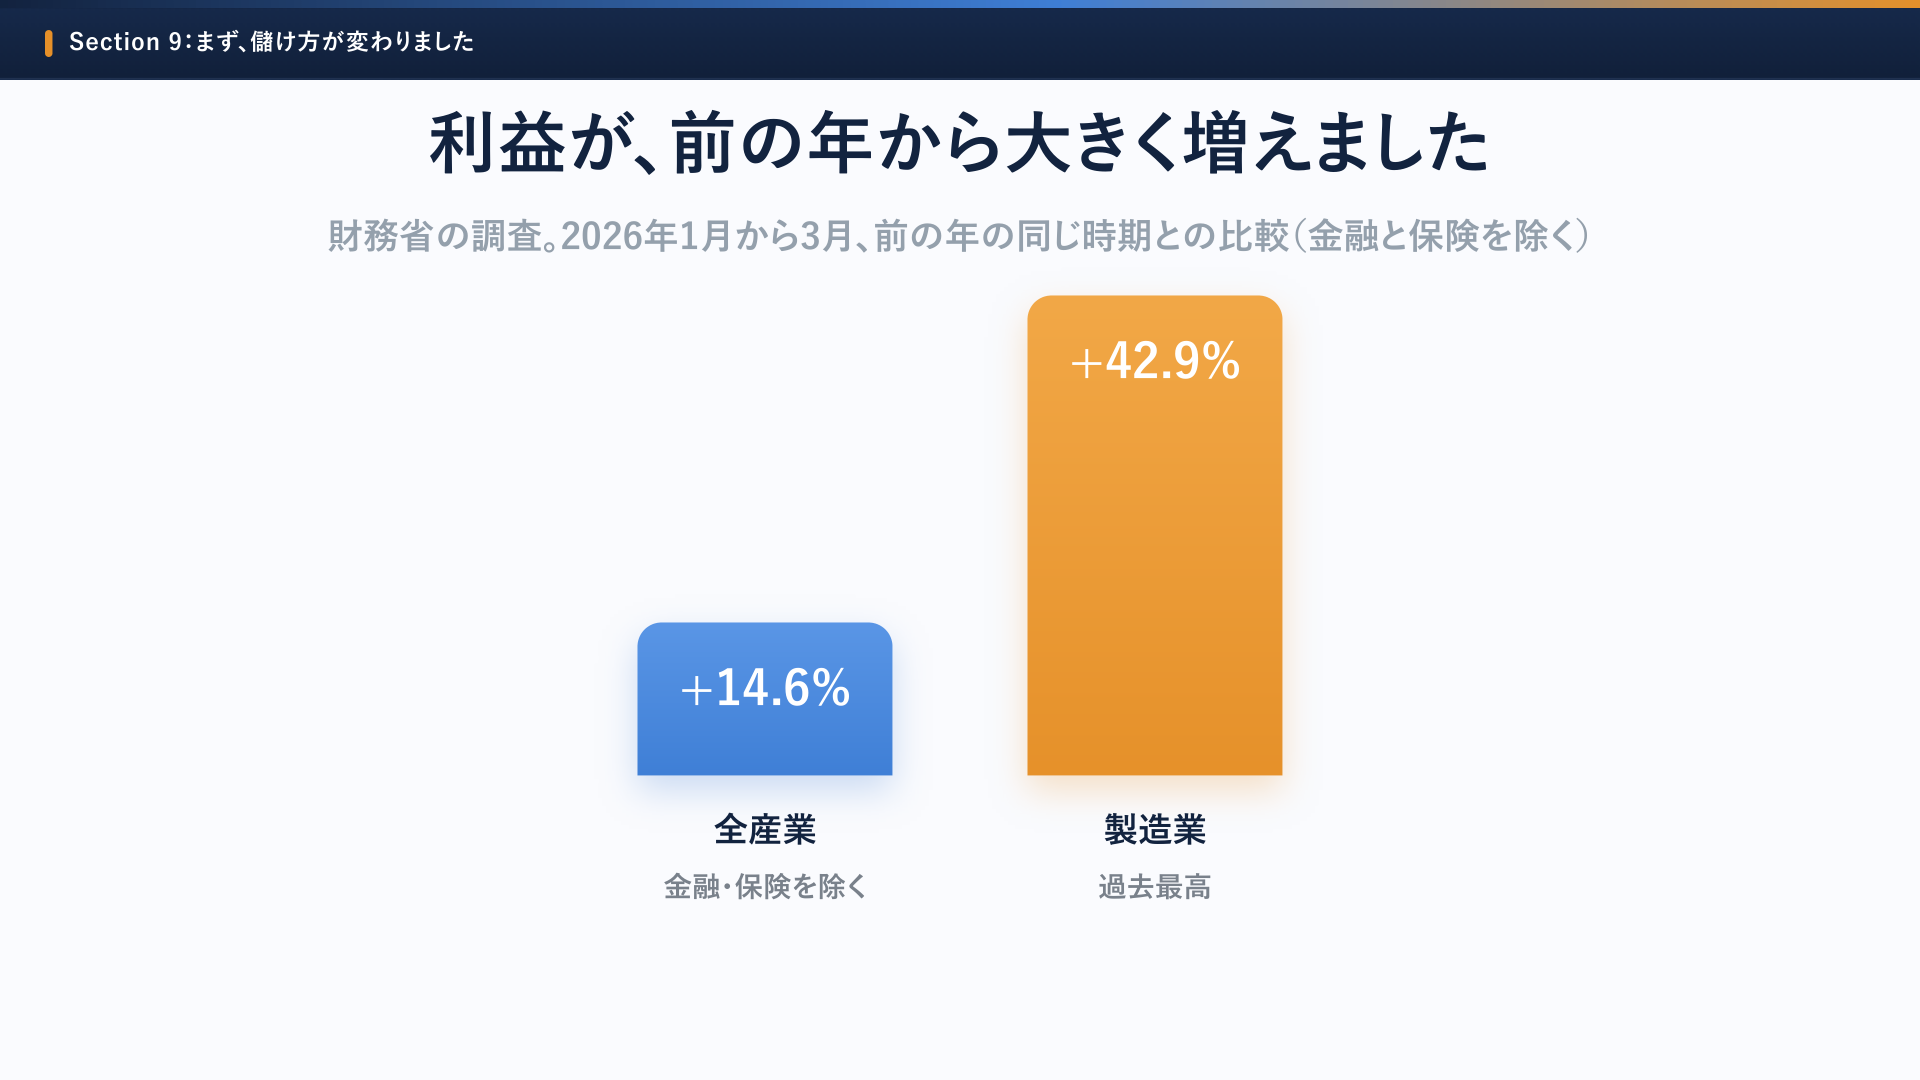 Section 9：まず、儲け方が変わりました
利益が、前の年から大きく増えました
財務省の調査。2026年1月から3月、前の年の同じ時期との比較（金融と保険を除く）
+42.9%
+14.6%
全産業
製造業
金融・保険を除く
過去最高